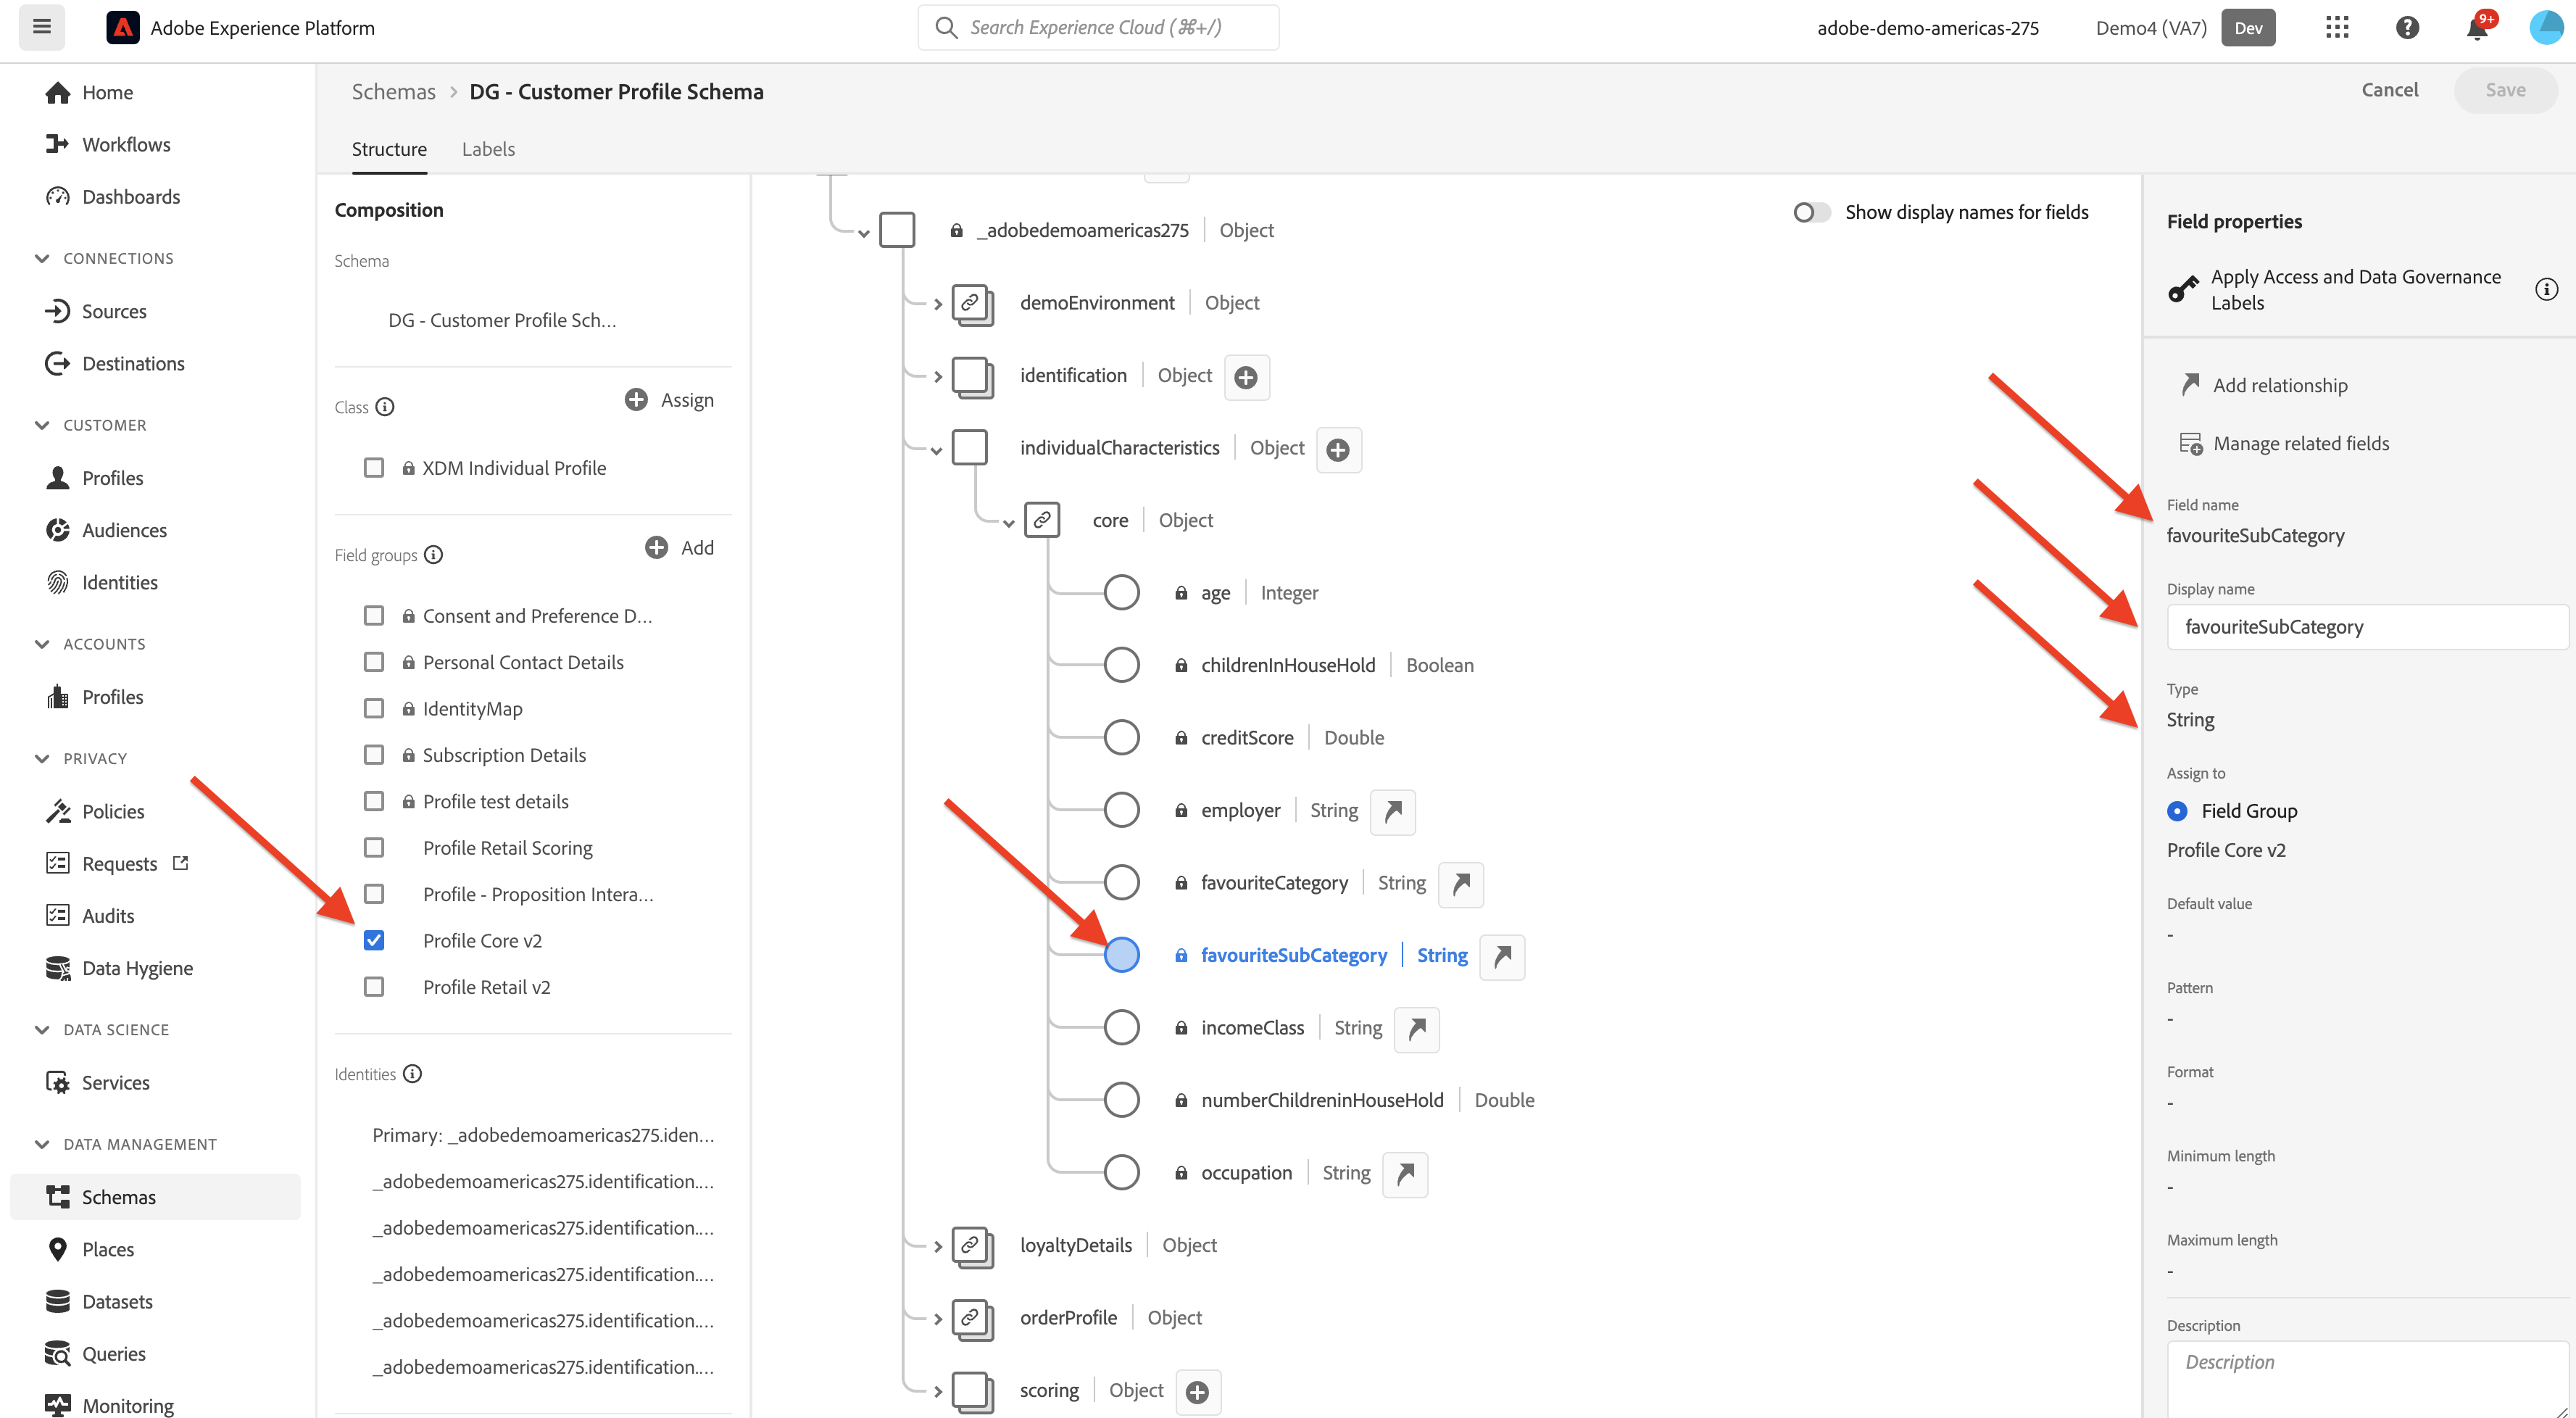 Adobe Experience Platform
Search Experience Cloud (⌘+/)
adobe-demo-americas-275
Demo4 (VA7)
Dev
9+
Home
Workflows
Dashboards
CONNECTIONS
Sources
Destinations
CUSTOMER
Profiles
Audiences
Identities
ACCOUNTS
Profiles
PRIVACY
Policies
Requests
Audits
Data Hygiene
DATA SCIENCE
Services
DATA MANAGEMENT
Schemas
Places
Datasets
Queries
Monitoring
Schemas > DG - Customer Profile Schema
Cancel
Save
Structure
Labels
Composition
Schema
DG - Customer Profile Sch...
Class
Assign
XDM Individual Profile
Field groups
Add
Consent and Preference D...
Personal Contact Details
IdentityMap
Subscription Details
Profile test details
Profile Retail Scoring
Profile - Proposition Intera...
Profile Core v2
Profile Retail v2
Identities
Primary: _adobedemoamericas275.iden...
_adobedemoamericas275.identification....
_adobedemoamericas275.identification....
_adobedemoamericas275.identification....
_adobedemoamericas275.identification....
_adobedemoamericas275.identification....
Show display names for fields
_adobedemoamericas275 | Object
demoEnvironment | Object
identification | Object
individualCharacteristics | Object
core | Object
age | Integer
childrenInHouseHold | Boolean
creditScore | Double
employer | String
favouriteCategory | String
favouriteSubCategory | String
incomeClass | String
numberChildreninHouseHold | Double
occupation | String
loyaltyDetails | Object
orderProfile | Object
scoring | Object
Field properties
Apply Access and Data Governance
Labels
Add relationship
Manage related fields
Field name
favouriteSubCategory
Display name
favouriteSubCategory
Type
String
Assign to
Field Group
Profile Core v2
Default value
-
Pattern
-
Format
-
Minimum length
-
Maximum length
-
Description
Description